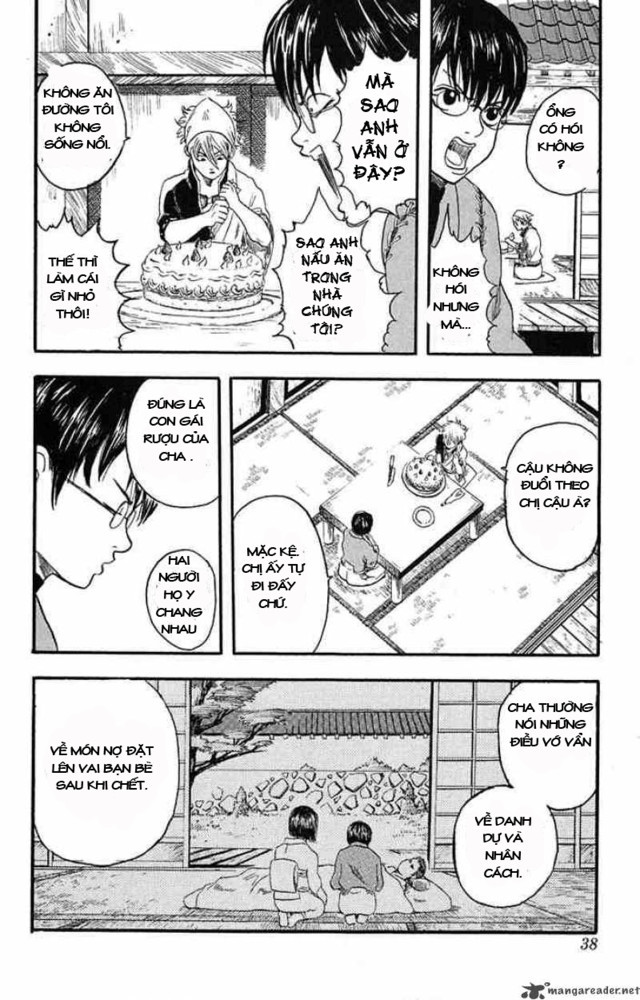 ỔNG
CÓ HÓI
KHÔNG
?
KHÔNG
HÓI
NHƯNG
MÀ...
MÀ
SAO
ANH
VẪN Ở
ĐÂY?
SAO ANH
NẤU ĂN
TRONG
NHÀ
CHÚNG
TÔI?
KHÔNG ĂN
ĐƯỜNG TÔI
KHÔNG
SỐNG NỔI.
THẾ THÌ
LÀM CÁI
GÌ NHỎ
THÔI!
CẬU KHÔNG
ĐUỔI THEO
CHỊ CẬU À?
MẶC KỆ.
CHỊ ẤY TỰ
ĐI ĐẤY
CHỨ.
ĐÚNG LÀ
CON GÁI
RƯỢU CỦA
CHA .
HAI
NGƯỜI
HỌ Y
CHANG
NHAU
CHA THƯỜNG
NÓI NHỮNG
ĐIỀU VỚ VẨN
VỀ DANH
DỰ VÀ
NHÂN
CÁCH.
VỀ MÓN NỢ ĐẶT
LÊN VAI BẠN BÈ
SAU KHI CHẾT.
38
mangareader.net